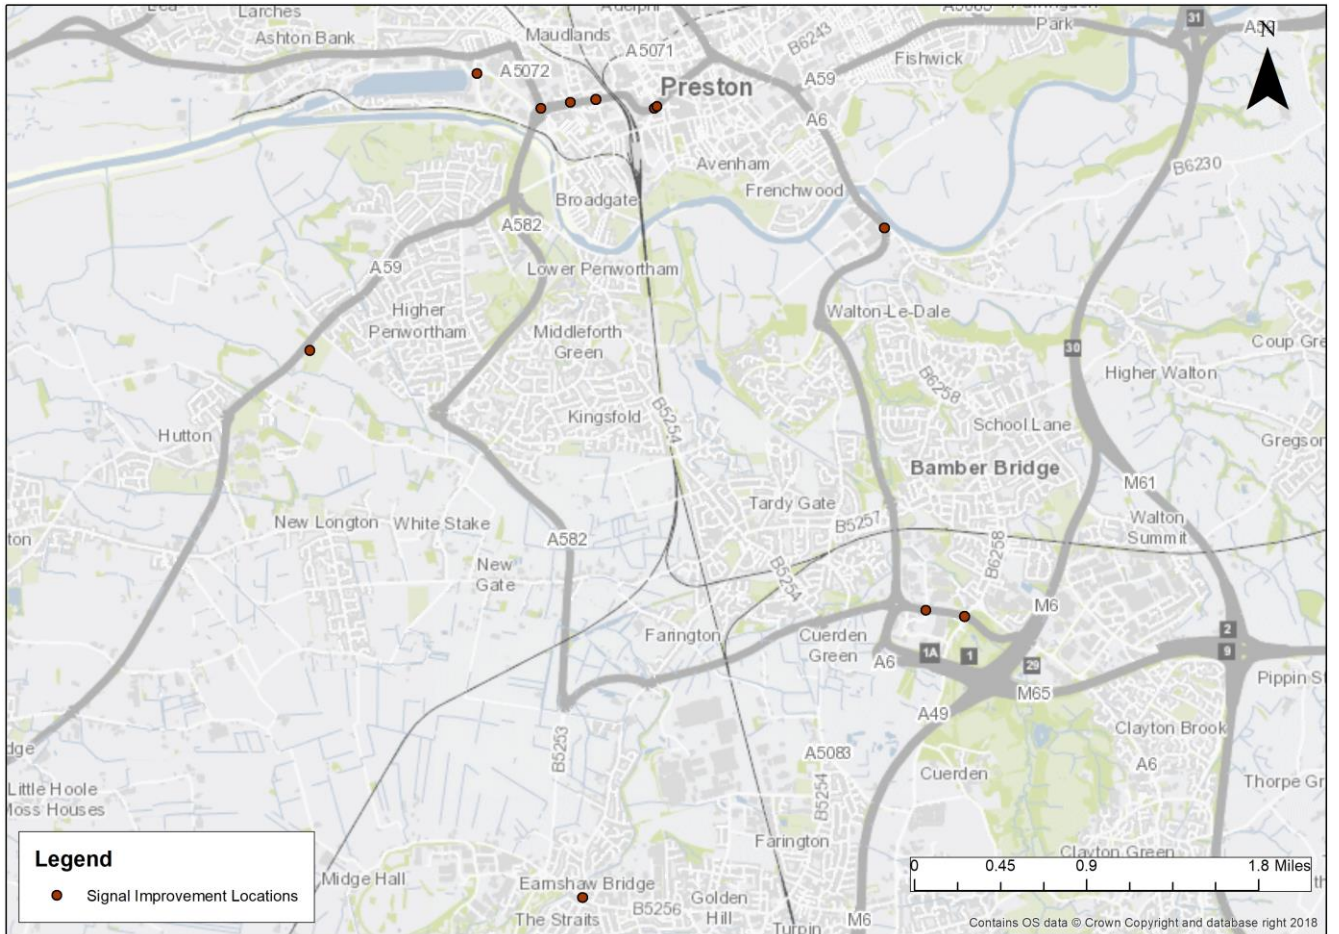 Larches
Ashton Bank
Maudlands
A5071
B6243
Park
31
N
Fishwick
A5072
Preston
A59
A6
Avenham
B6230
Frenchwood
Broadgate
A582
A59
Lower Penwortham
Higher
Penwortham
Walton-Le-Dale
Middleforth
Green
30
Coup Gre
Higher Walton
B6258
School Lane
B5254
Kingsfold
Hutton
Gregson
Bamber Bridge
M61
Tardy Gate
New Longton
White Stake
B5257
Walton
Summit
ton
A582
B6258
New
Gate
B5254
M6
Farington
Cuerden
Green
2
9
1A
1
29
A6
M65
Pippin St
A49
Clayton Brook
B5253
A5083
A6
dge
Cuerden
Thorpe Gr
Little Hoole
Moss Houses
B5254
Farington
Clayton Green
Legend
Signal Improvement Locations
0 0.45 0.9 1.8 Miles
Midge Hall
Earnshaw Bridge
The Straits
B5256
Golden
Hill
M6
Contains OS data © Crown Copyright and database right 2018